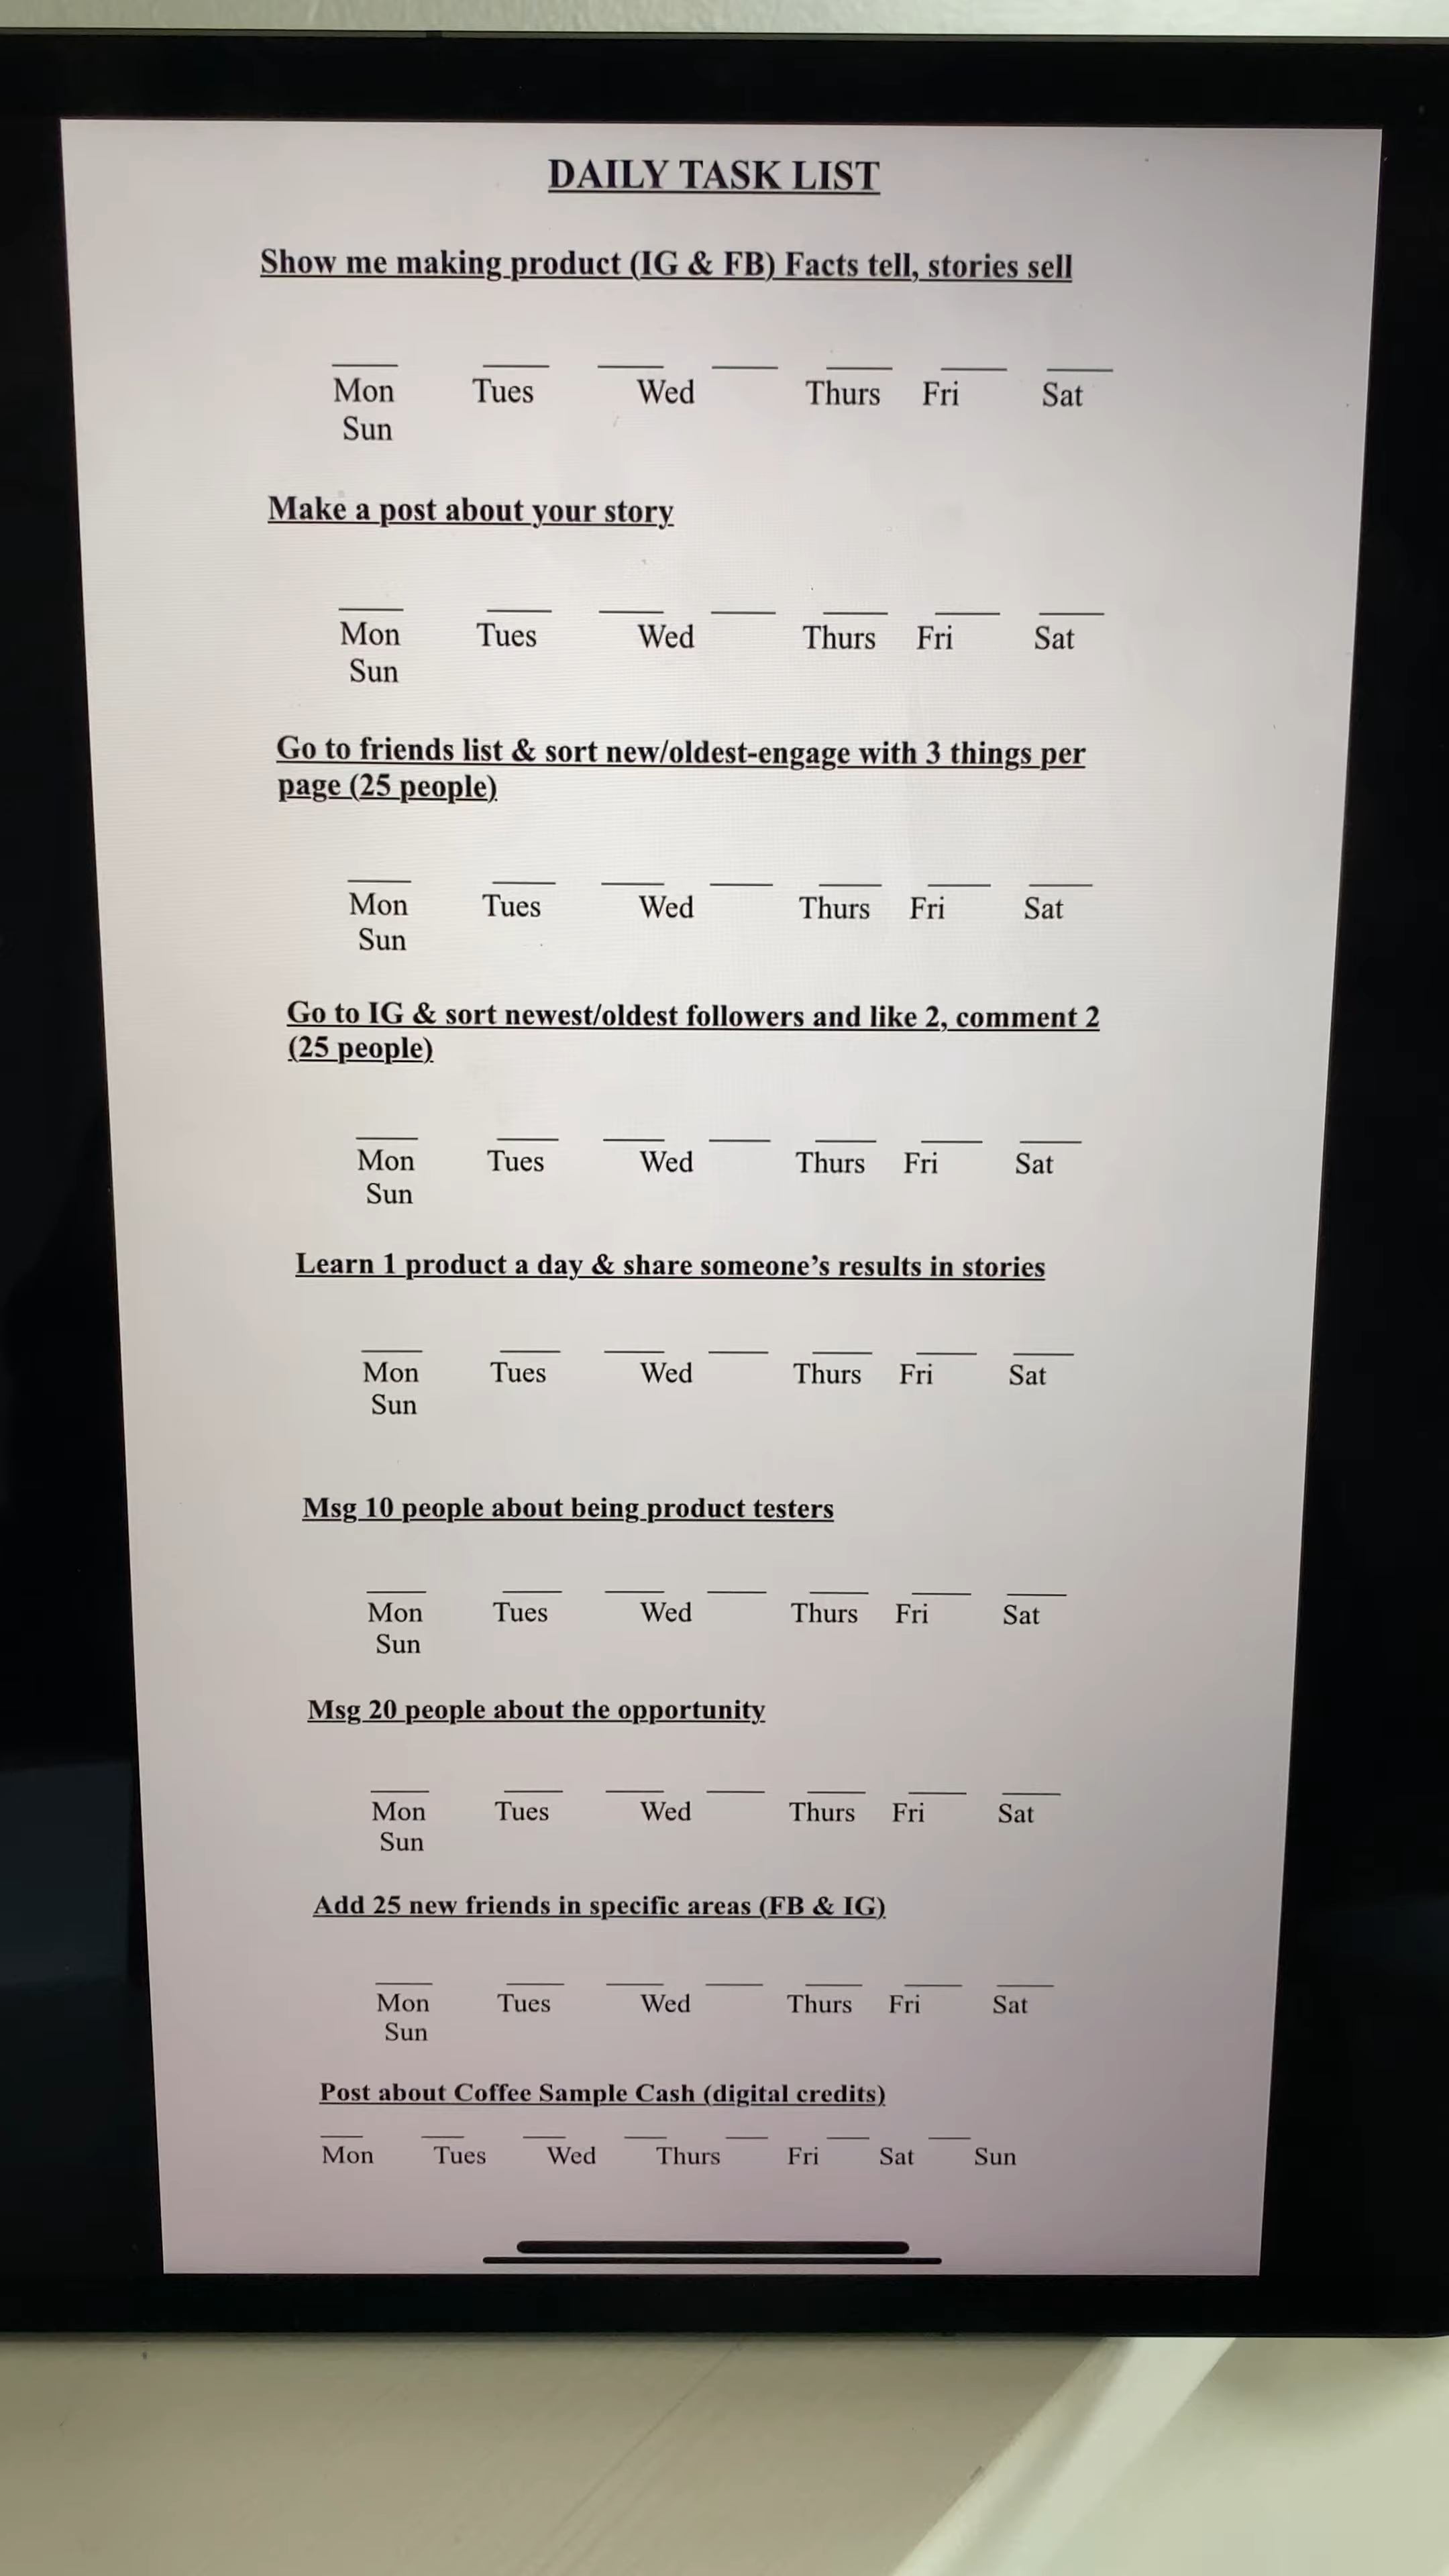 DAILY TASK LIST
Show me making product (IG & FB) Facts tell, stories sell
Mon Tues Wed Thurs Fri Sat
Sun
Make a post about your story
Mon Tues Wed Thurs Fri Sat
Sun
Go to friends list & sort new/oldest-engage with 3 things per
page (25 people)
Mon Tues Wed Thurs Fri Sat
Sun
Go to IG & sort newest/oldest followers and like 2, comment 2
(25 people)
Mon Tues Wed Thurs Fri Sat
Sun
Learn 1 product a day & share someone’s results in stories
Mon Tues Wed Thurs Fri Sat
Sun
Msg 10 people about being product testers
Mon Tues Wed Thurs Fri Sat
Sun
Msg 20 people about the opportunity
Mon Tues Wed Thurs Fri Sat
Sun
Add 25 new friends in specific areas (FB & IG)
Mon Tues Wed Thurs Fri Sat
Sun
Post about Coffee Sample Cash (digital credits)
Mon Tues Wed Thurs Fri Sat Sun